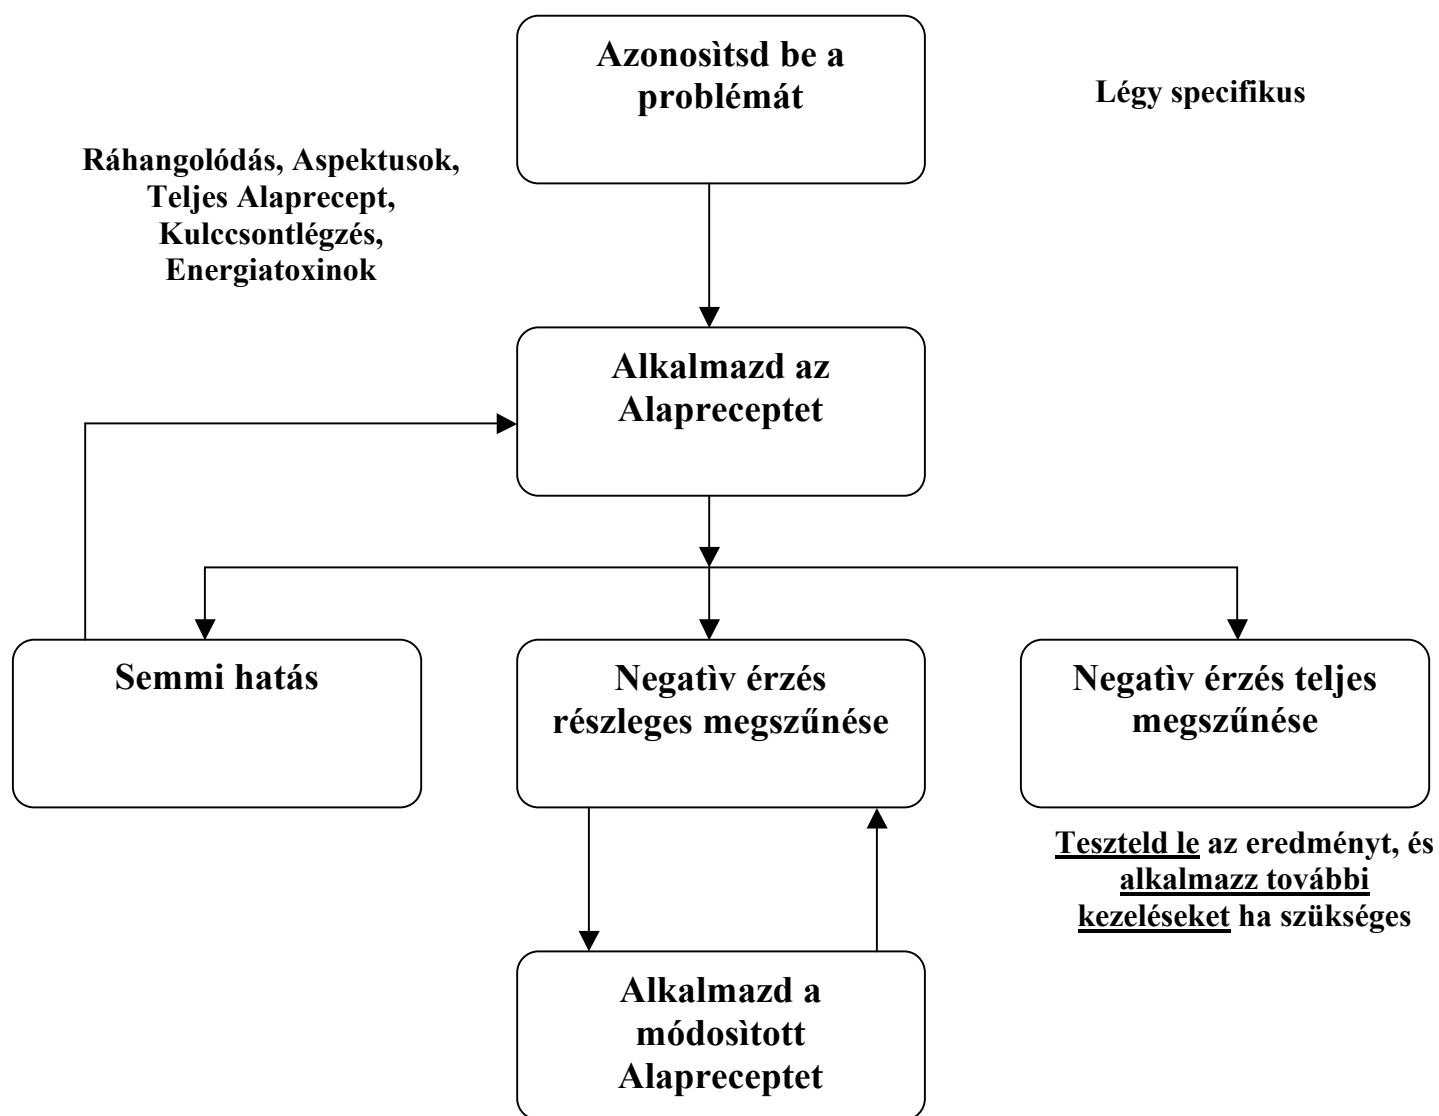 Azonosìtsd be a
problémát
Légy specifikus
Ráhangolódás, Aspektusok,
Teljes Alaprecept,
Kulccsontlégzés,
Energiatoxinok
Alkalmazd az
Alapreceptet
Semmi hatás
Negatìv érzés
részleges megszűnése
Negatìv érzés teljes
megszűnése
Teszteld le az eredményt, és
alkalmazz további
kezeléseket ha szükséges
Alkalmazd a
módosìtott
Alapreceptet